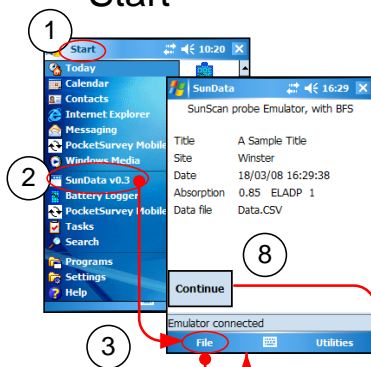 Start
1
Start 10:20
Today
Calendar
Contacts
Internet Explorer
Messaging
PocketSurvey Mobile
Windows Media
2
SunData v0.3
Battery Logger
PocketSurvey Mobile
Tasks
Search
Programs
Settings
Help
3
SunData 16:29
SunScan probe Emulator, with BFS
Title A Sample Title
Site Winster
Date 18/03/08 16:29:38
Absorption 0.85 ELADP 1
Data file Data.CSV
8
Continue
Emulator connected
File Utilities